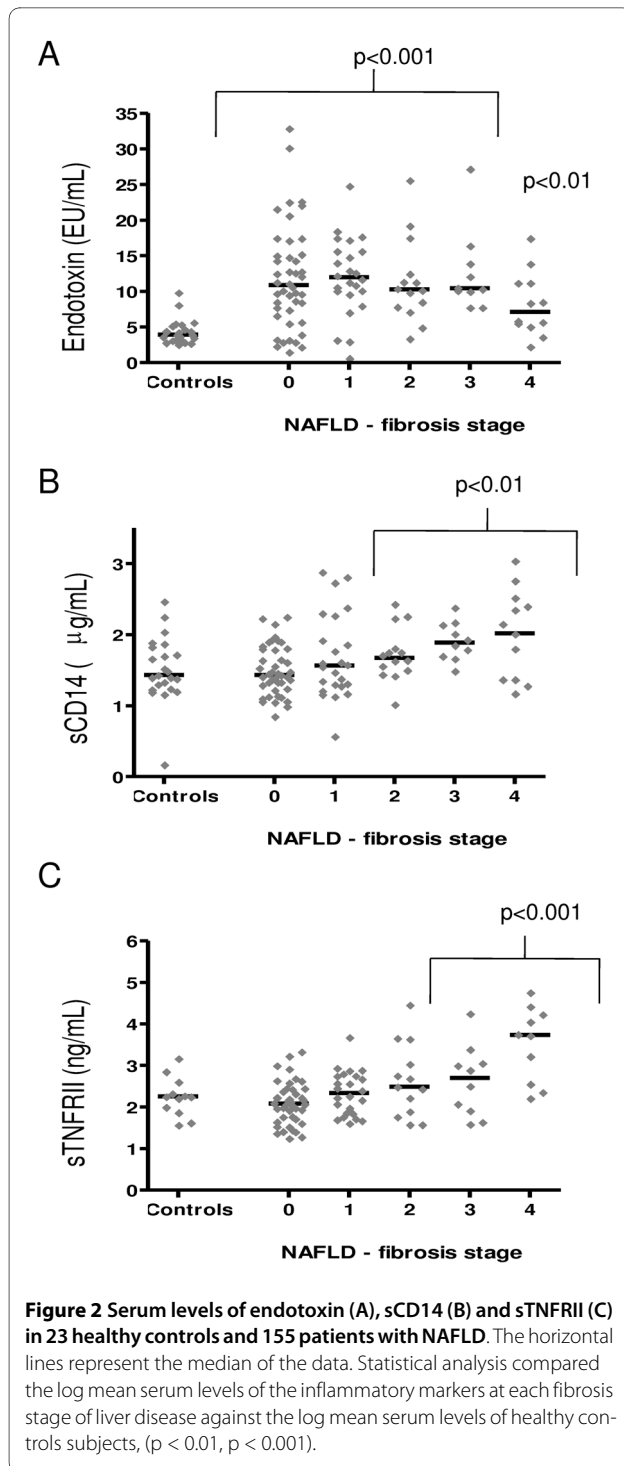 A
p<0.001
p<0.01
Endotoxin (EU/mL)
35
30
25
20
15
10
5
0
Controls 0 1 2 3 4
NAFLD - fibrosis stage
B
p<0.01
sCD14 ( μg/mL)
3
2
1
0
Controls 0 1 2 3 4
NAFLD - fibrosis stage
C
p<0.001
sTNFRII (ng/mL)
6
5
4
3
2
1
0
Controls 0 1 2 3 4
NAFLD - fibrosis stage
Figure 2 Serum levels of endotoxin (A), sCD14 (B) and sTNFRII (C)
in 23 healthy controls and 155 patients with NAFLD. The horizontal
lines represent the median of the data. Statistical analysis compared
the log mean serum levels of the inflammatory markers at each fibrosis
stage of liver disease against the log mean serum levels of healthy con-
trols subjects, (p < 0.01, p < 0.001).